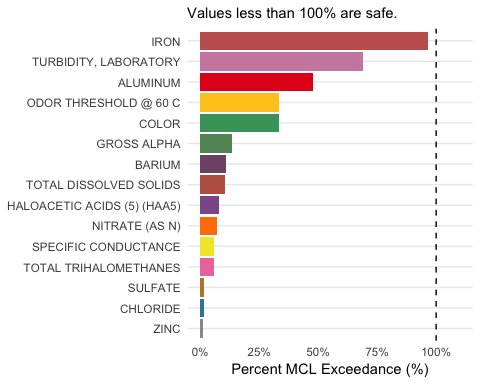 Values less than 100% are safe.
IRON
TURBIDITY, LABORATORY
ALUMINUM
ODOR THRESHOLD @ 60 C
COLOR
GROSS ALPHA
BARIUM
TOTAL DISSOLVED SOLIDS
HALOACETIC ACIDS (5) (HAA5)
NITRATE (AS N)
SPECIFIC CONDUCTANCE
TOTAL TRIHALOMETHANES
SULFATE
CHLORIDE
ZINC
0% 25% 50% 75% 100%
Percent MCL Exceedance (%)